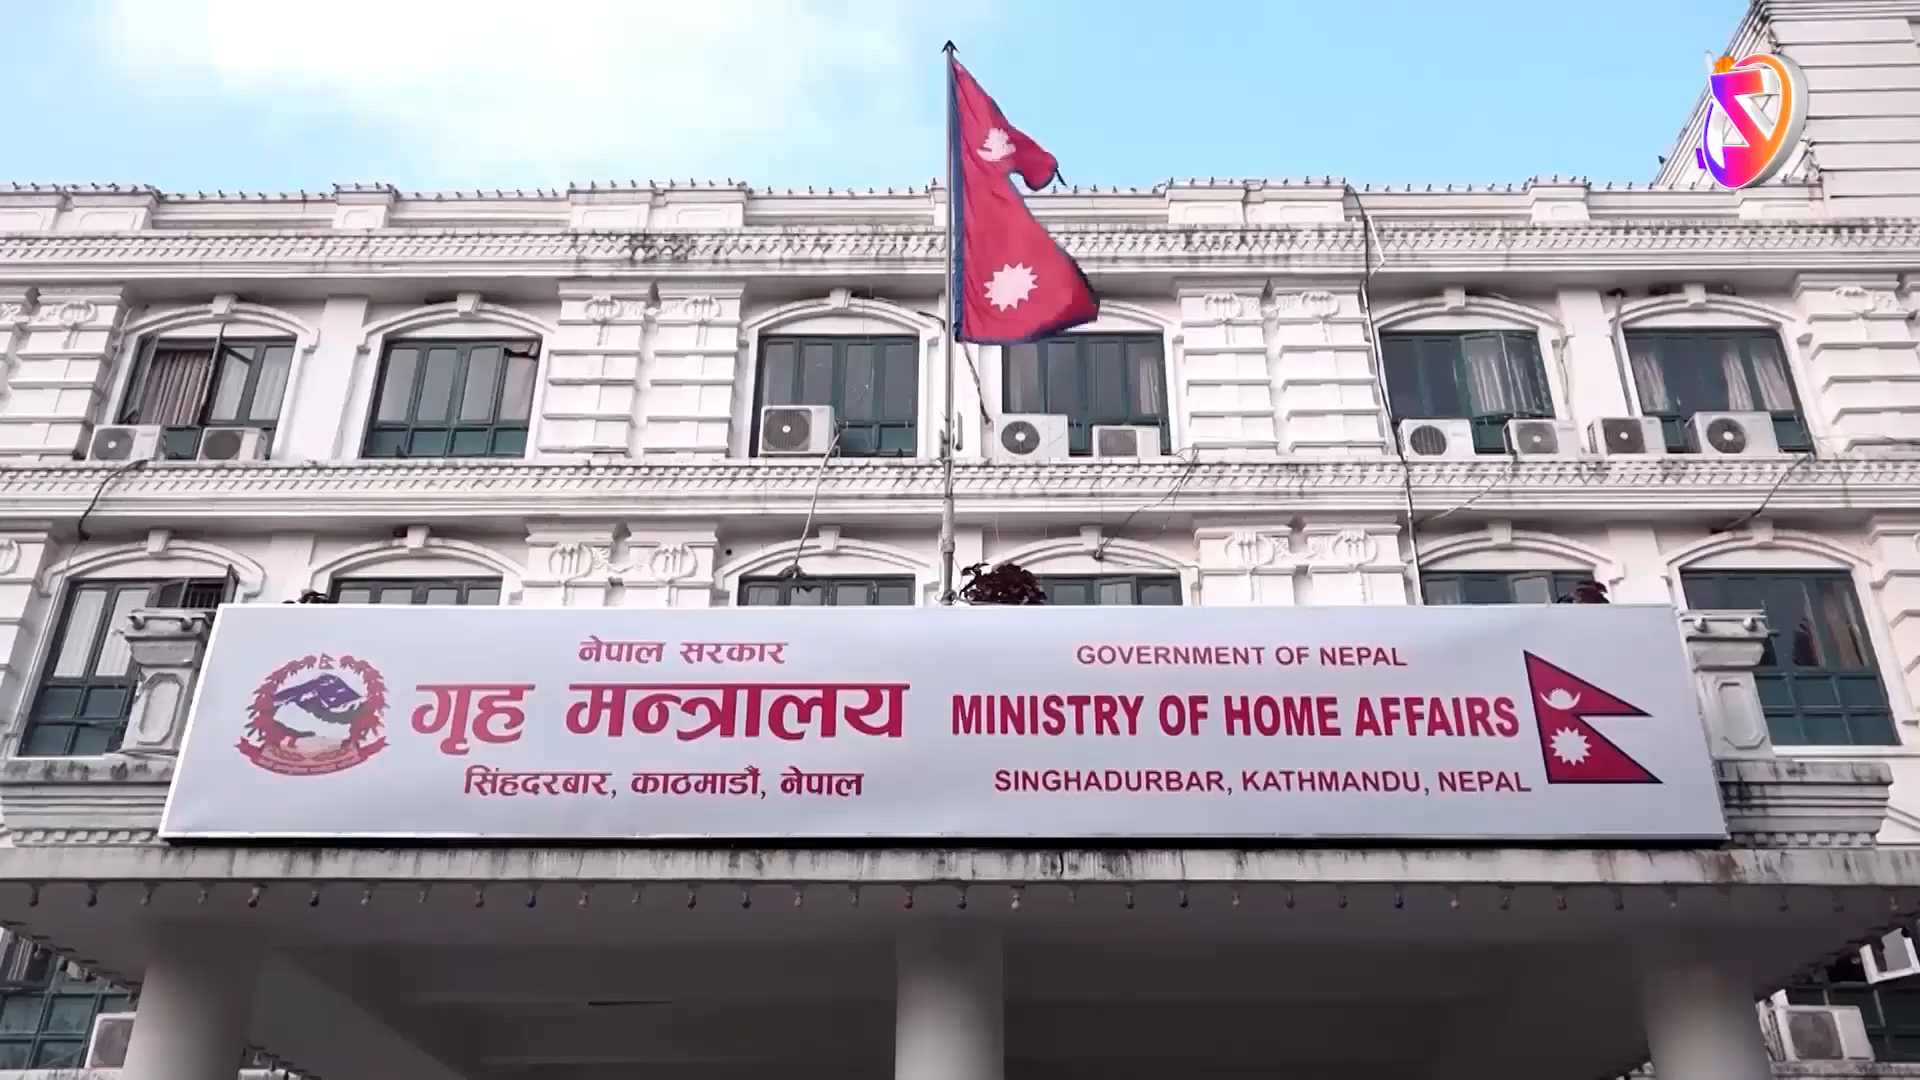 नेपाल सरकार
गृह मन्त्रालय
सिंहदरबार, काठमाडौं, नेपाल
GOVERNMENT OF NEPAL
MINISTRY OF HOME AFFAIRS
SINGHADURBAR, KATHMANDU, NEPAL